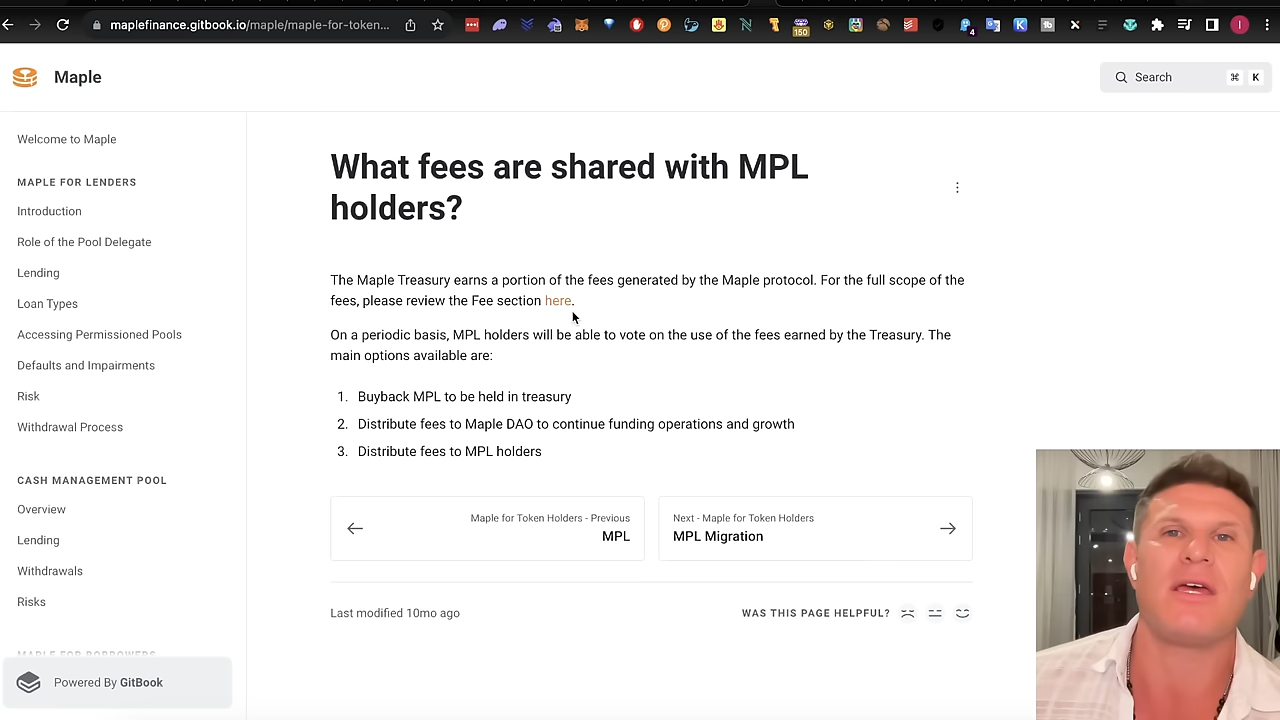 maplefinance.gitbook.io/maple/maple-for-token...
150
4
I
Maple
Search
⌘ K
Welcome to Maple
MAPLE FOR LENDERS
Introduction
Role of the Pool Delegate
Lending
Loan Types
Accessing Permissioned Pools
Defaults and Impairments
Risk
Withdrawal Process
CASH MANAGEMENT POOL
Overview
Lending
Withdrawals
Risks
MAPLE FOR BORROWERS
Powered By GitBook
What fees are shared with MPL
holders?
The Maple Treasury earns a portion of the fees generated by the Maple protocol. For the full scope of the
fees, please review the Fee section here.
On a periodic basis, MPL holders will be able to vote on the use of the fees earned by the Treasury. The
main options available are:
1. Buyback MPL to be held in treasury
2. Distribute fees to Maple DAO to continue funding operations and growth
3. Distribute fees to MPL holders
Maple for Token Holders - Previous
MPL
Next - Maple for Token Holders
MPL Migration
Last modified 10mo ago
WAS THIS PAGE HELPFUL?